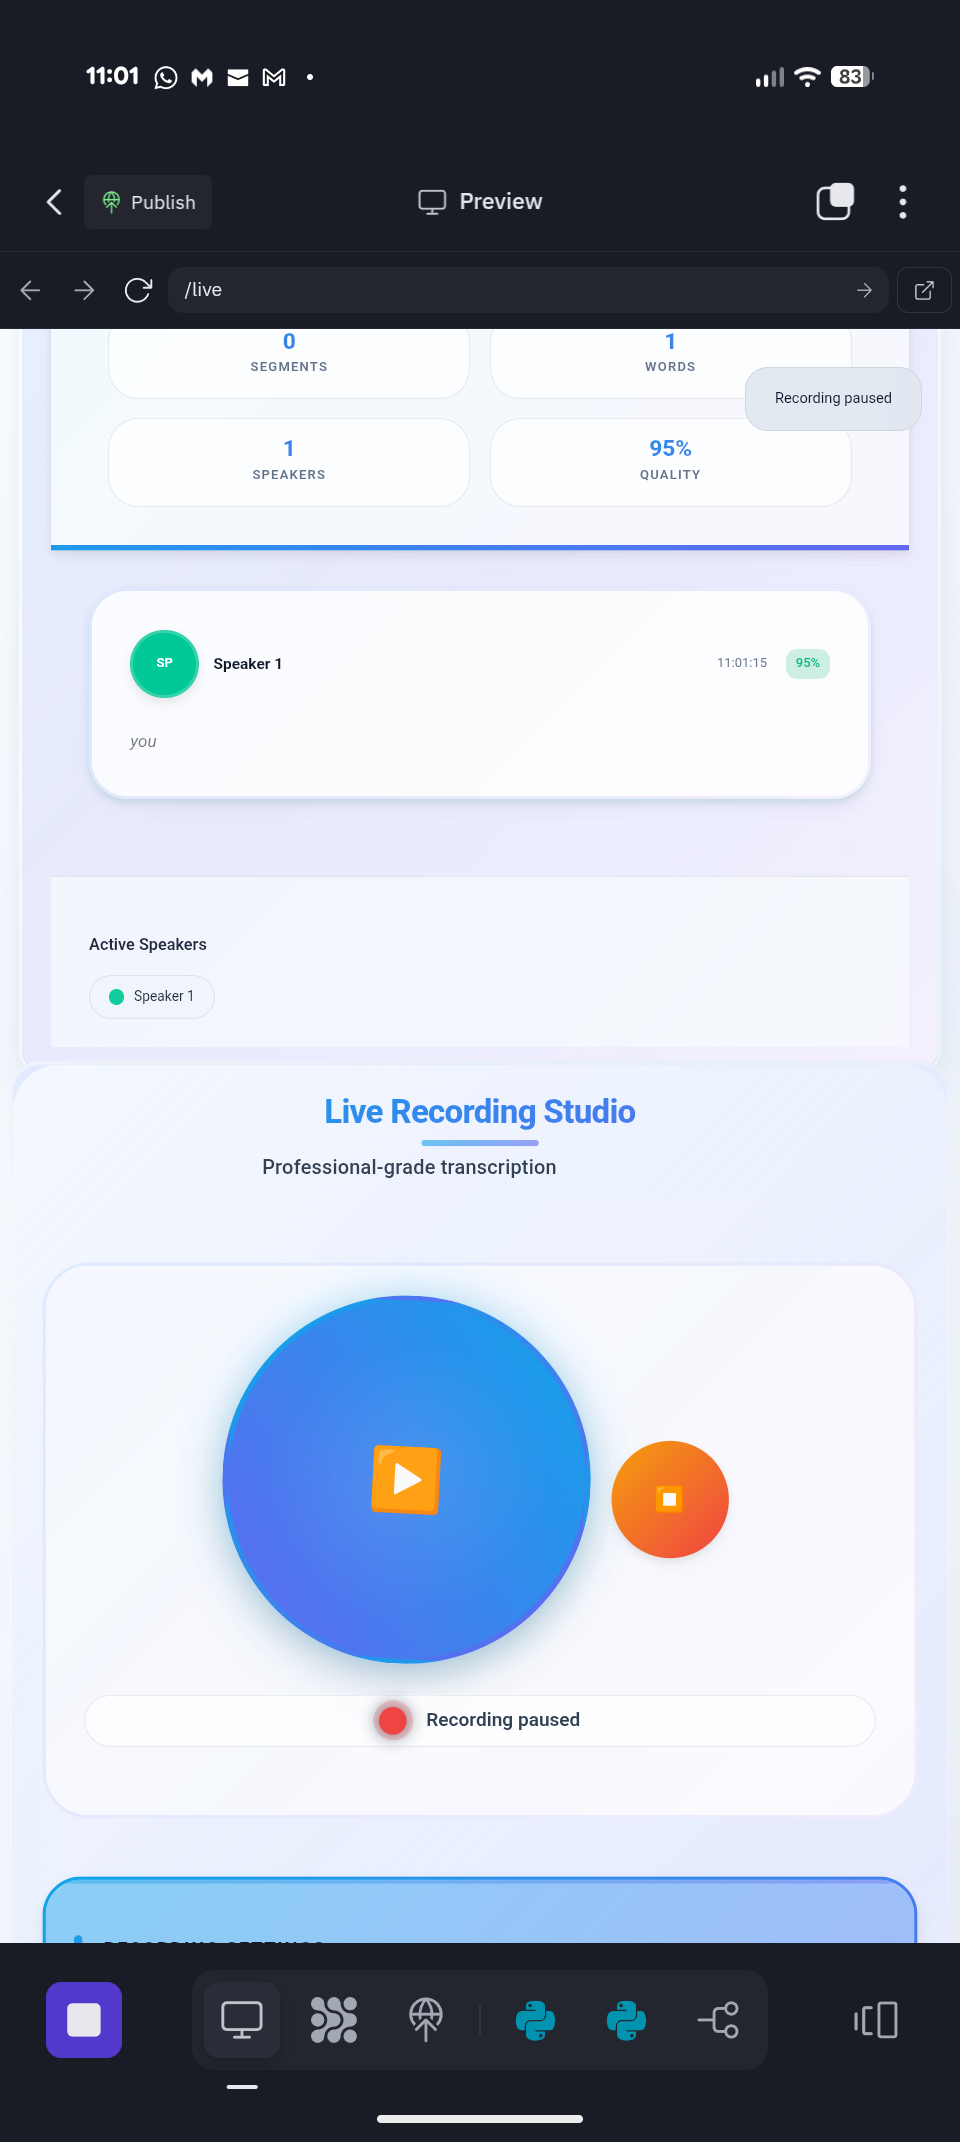 11:01
83
Publish
Preview
/live
0
SEGMENTS
1
WORDS
Recording paused
1
SPEAKERS
95%
QUALITY
SP
Speaker 1
11:01:15
95%
you
Active Speakers
Speaker 1
Live Recording Studio
Professional-grade transcription
Recording paused